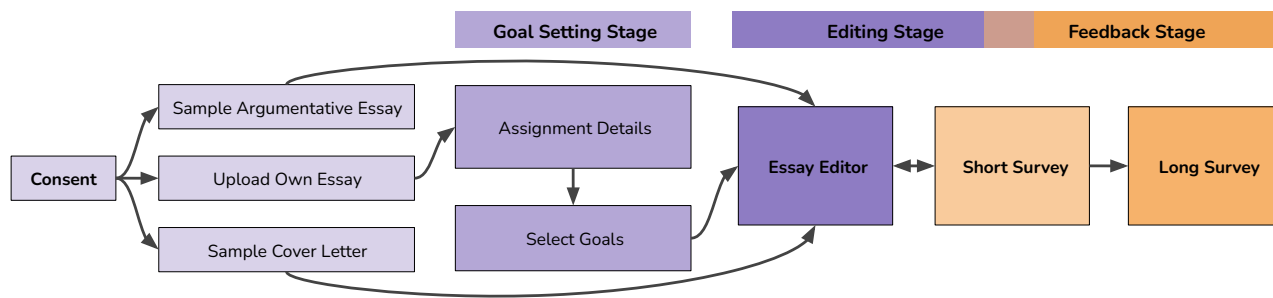 Goal Setting Stage
Editing Stage
Feedback Stage
Sample Argumentative Essay
Assignment Details
Consent
Upload Own Essay
Essay Editor
Short Survey
Long Survey
Select Goals
Sample Cover Letter